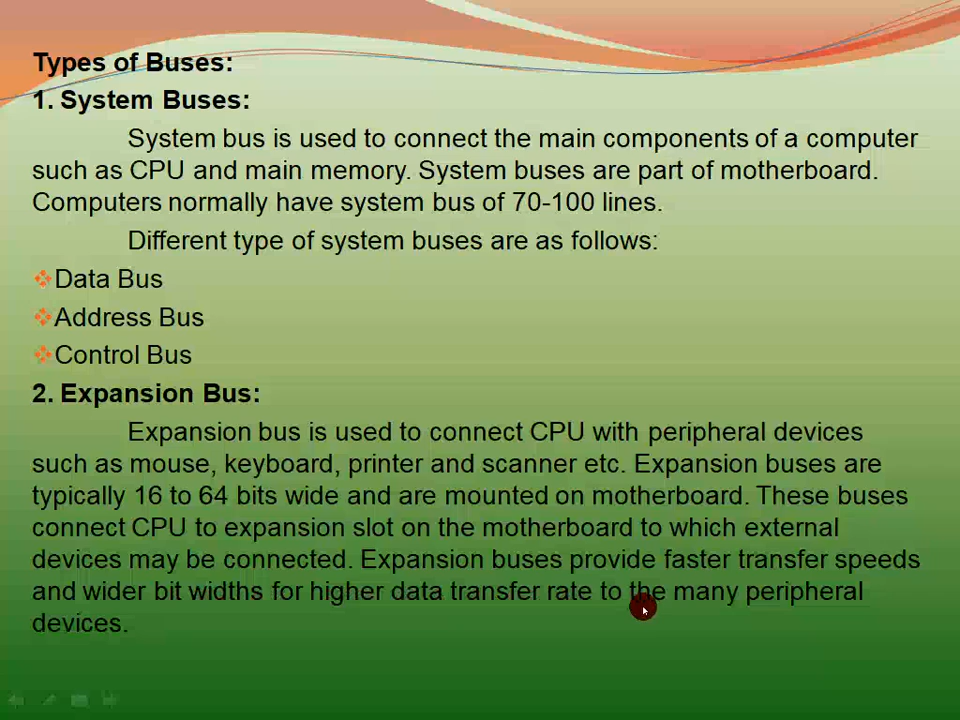 Types of Buses:
1. System Buses:
System bus is used to connect the main components of a computer
such as CPU and main memory. System buses are part of motherboard.
Computers normally have system bus of 70-100 lines.
Different type of system buses are as follows:
Data Bus
Address Bus
Control Bus
2. Expansion Bus:
Expansion bus is used to connect CPU with peripheral devices
such as mouse, keyboard, printer and scanner etc. Expansion buses are
typically 16 to 64 bits wide and are mounted on motherboard. These buses
connect CPU to expansion slot on the motherboard to which external
devices may be connected. Expansion buses provide faster transfer speeds
and wider bit widths for higher data transfer rate to the many peripheral
devices.